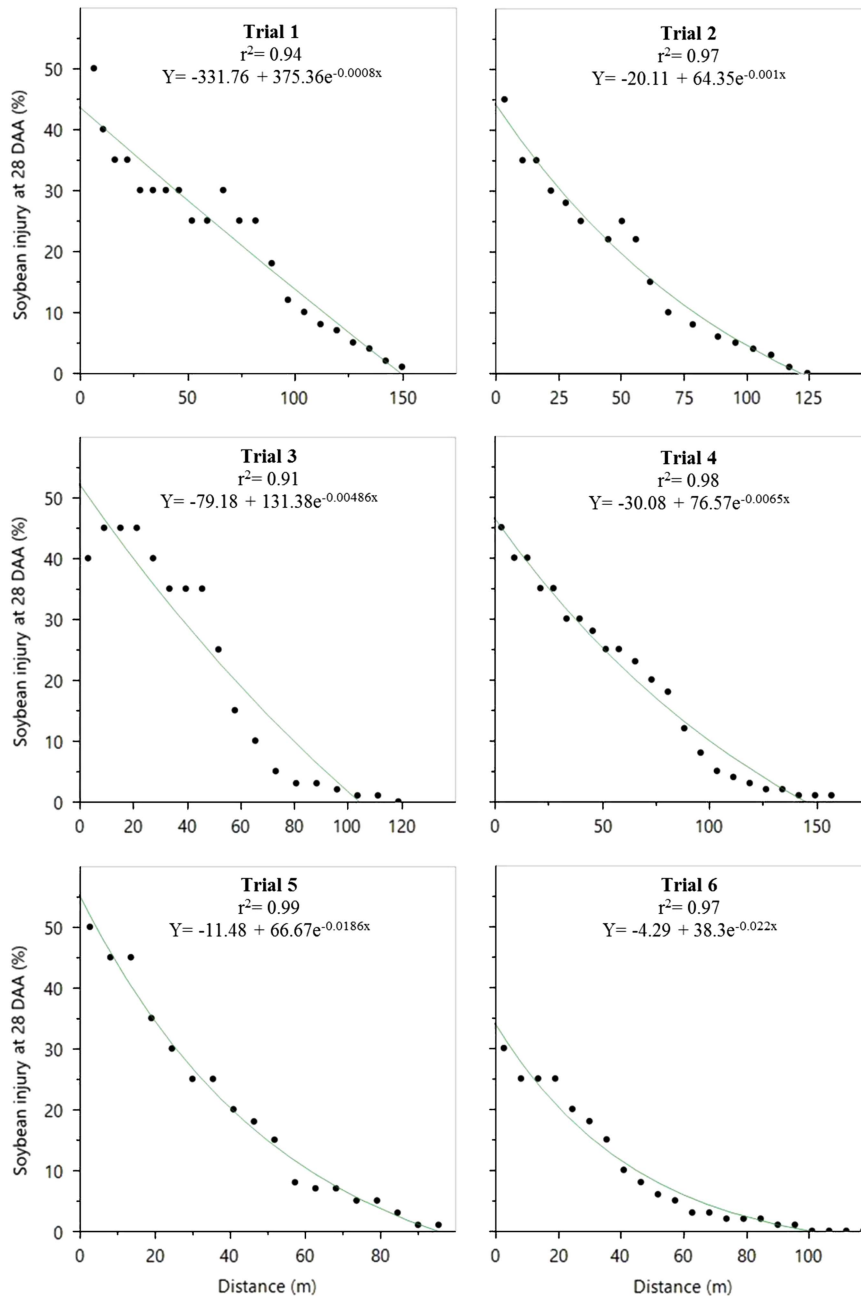 Trial 1
r²= 0.94
Y= -331.76 + 375.36e^-0.0008x
Soybean injury at 28 DAA (%)
50
40
30
20
10
0
0 50 100 150
Trial 2
r²= 0.97
Y= -20.11 + 64.35e^-0.001x
0 25 50 75 100 125
Trial 3
r²= 0.91
Y= -79.18 + 131.38e^-0.00486x
Soybean injury at 28 DAA (%)
50
40
30
20
10
0
0 20 40 60 80 100 120
Trial 4
r²= 0.98
Y= -30.08 + 76.57e^-0.0065x
0 50 100 150
Trial 5
r²= 0.99
Y= -11.48 + 66.67e^-0.0186x
Soybean injury at 28 DAA (%)
50
40
30
20
10
0
0 20 40 60 80
Distance (m)
Trial 6
r²= 0.97
Y= -4.29 + 38.3e^-0.022x
0 20 40 60 80 100
Distance (m)